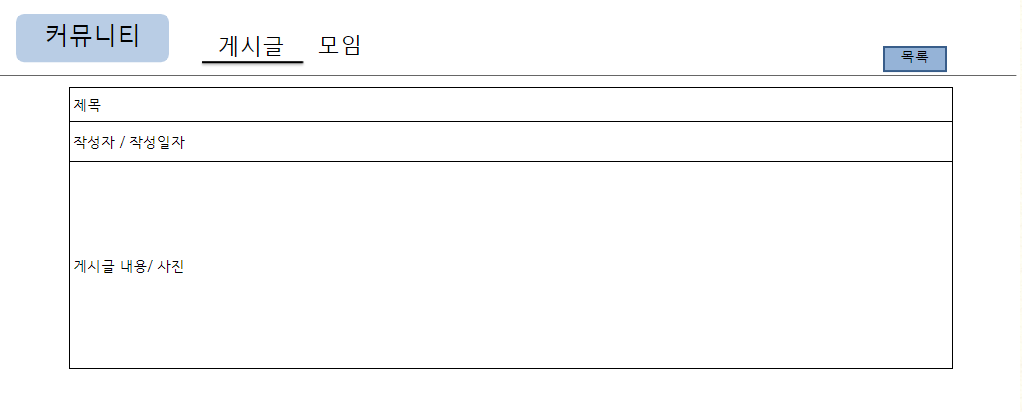 커뮤니티
게시글 모임
목록
제목
작성자 / 작성일자
게시글 내용/ 사진